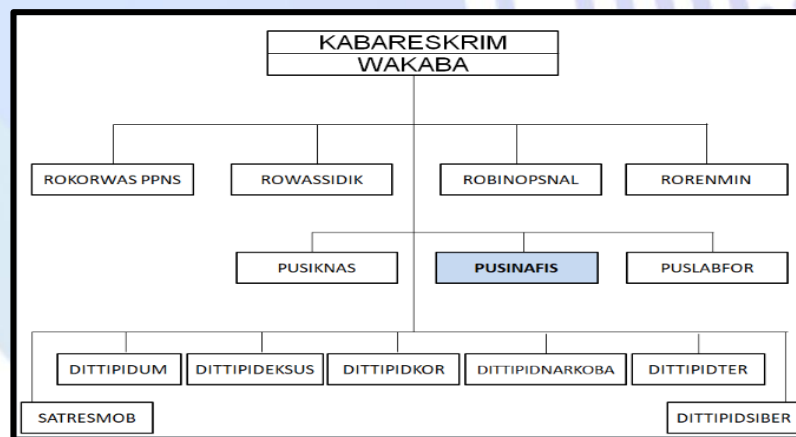 KABARESKRIM
WAKABA
ROKORWAS PPNS
ROWASSIDIK
ROBINOPSNAL
RORENMIN
PUSIKNAS
PUSINAFIS
PUSLABFOR
DITTIPIDUM
DITTIPIDEKSUS
DITTIPIDKOR
DITTIPIDNARKOBA
DITTIPIDTER
SATRESMOB
DITTIPIDSIBER